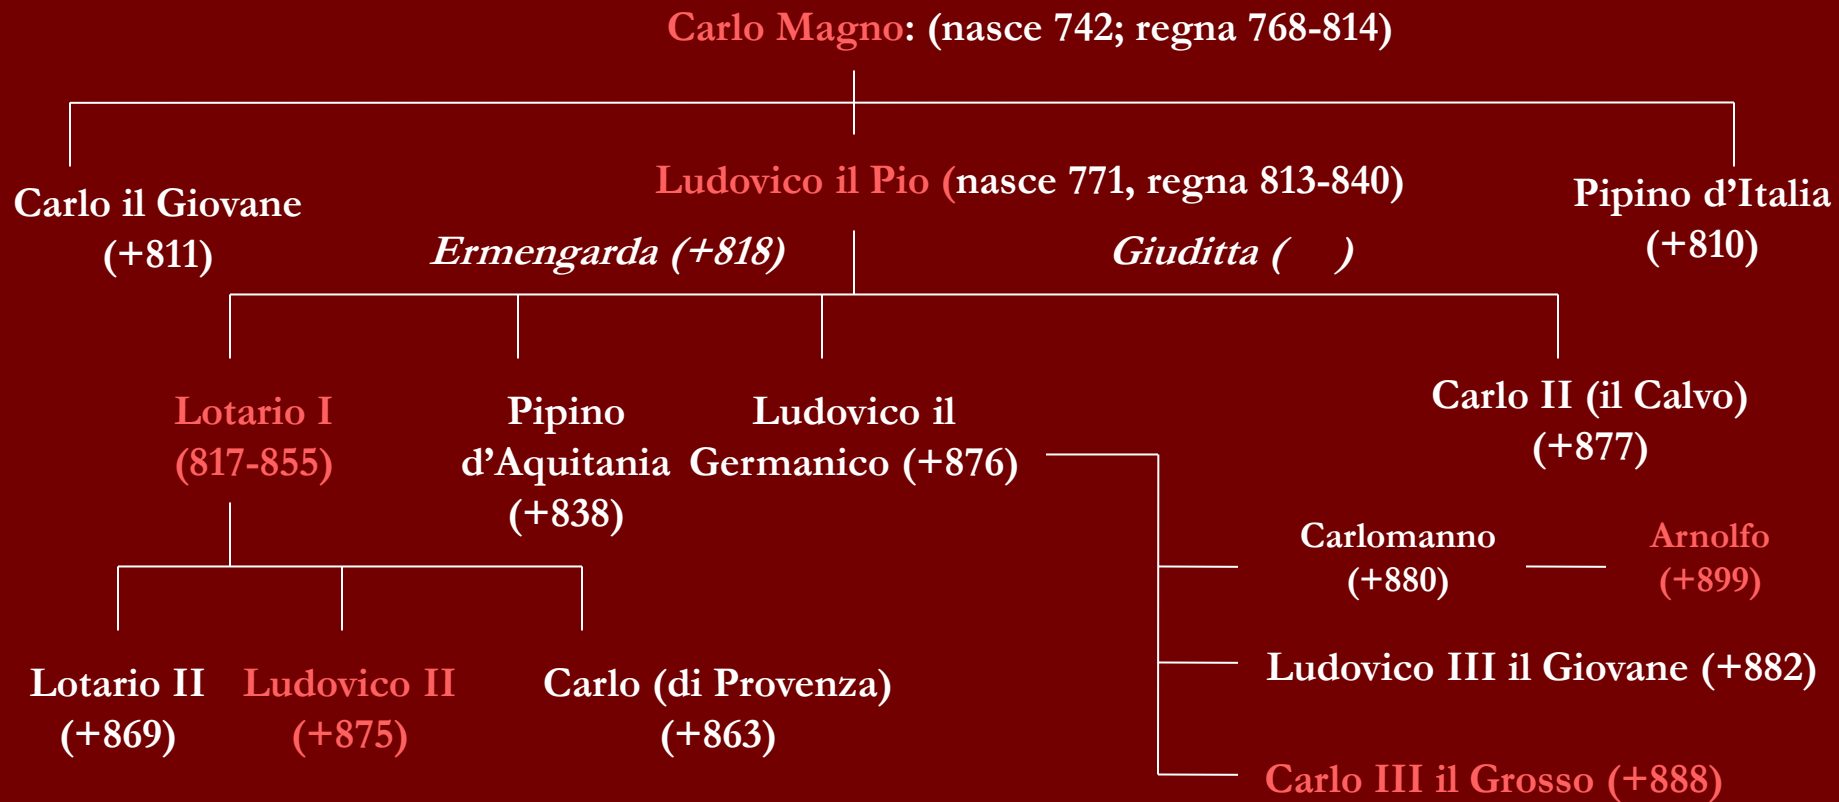 Carlo Magno: (nasce 742; regna 768-814)
Carlo il Giovane
(+811)
Ludovico il Pio (nasce 771, regna 813-840)
Pipino d’Italia
(+810)
Ermengarda (+818)
Giuditta (   )
Lotario I
(817-855)
Pipino
d’Aquitania
(+838)
Ludovico il
Germanico (+876)
Carlo II (il Calvo)
(+877)
Carlomanno
(+880)
Arnolfo
(+899)
Ludovico III il Giovane (+882)
Carlo III il Grosso (+888)
Lotario II
(+869)
Ludovico II
(+875)
Carlo (di Provenza)
(+863)